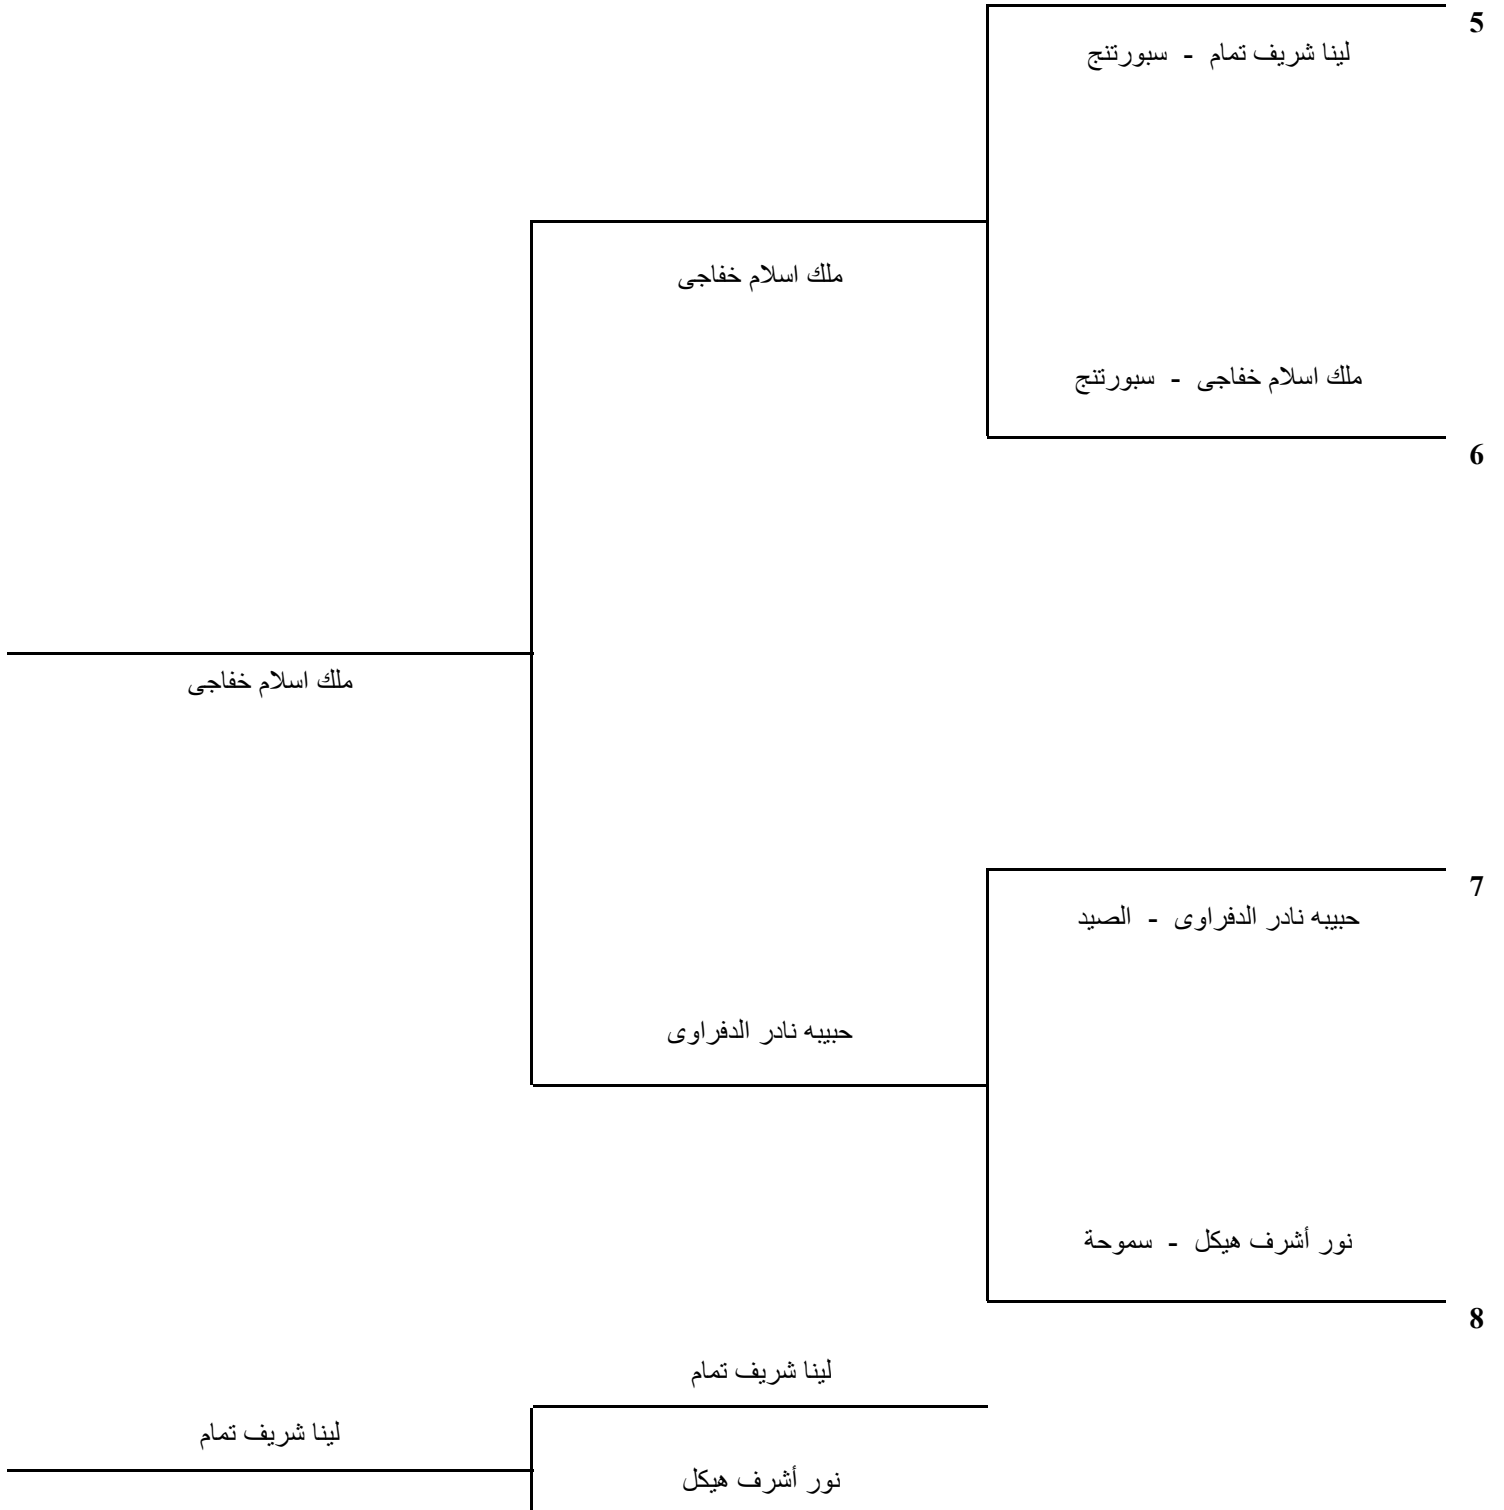 5
لينا شريف تمام - سبورتنج
ملك اسلام خفاجى
ملك اسلام خفاجى - سبورتنج
6
ملك اسلام خفاجى
7
حبيبه نادر الدفراوى - الصيد
حبيبه نادر الدفراوى
نور أشرف هيكل - سموحة
8
لينا شريف تمام
لينا شريف تمام
نور أشرف هيكل